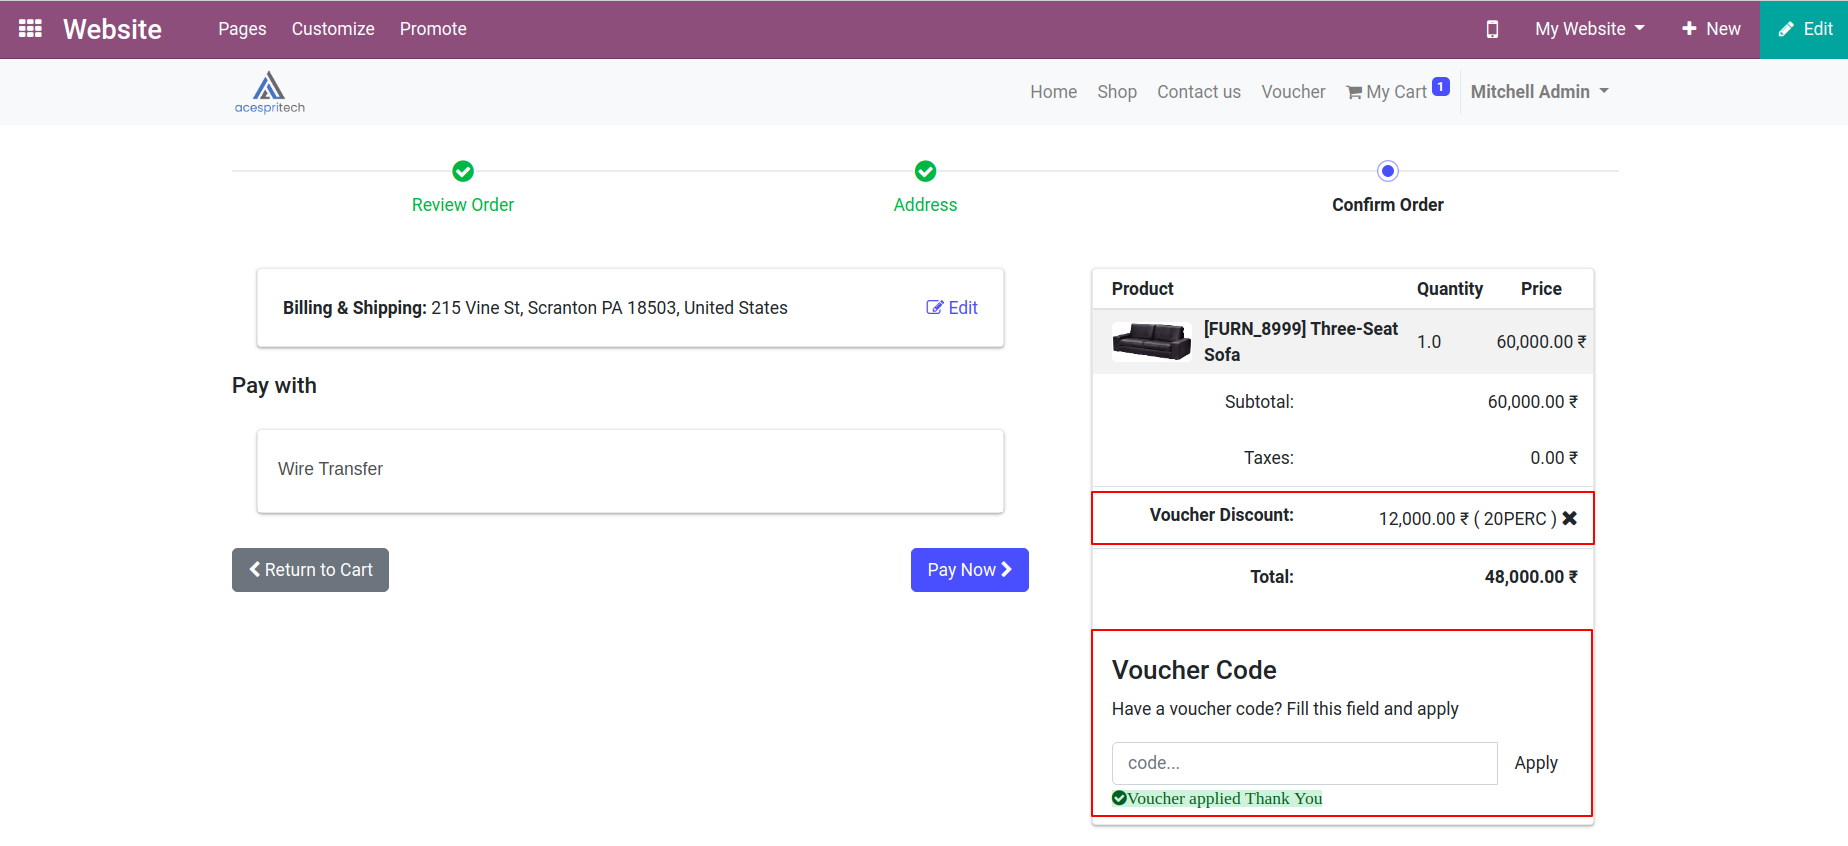 Website Pages Customize Promote My Website New Edit
acespritech Home Shop Contact us Voucher My Cart 1 Mitchell Admin
Review Order Address Confirm Order
Billing & Shipping: 215 Vine St, Scranton PA 18503, United States Edit
Pay with
Wire Transfer
Return to Cart Pay Now
Product Quantity Price
[FURN_8999] Three-Seat
Sofa 1.0 60,000.00 ₹
Subtotal: 60,000.00 ₹
Taxes: 0.00 ₹
Voucher Discount: 12,000.00 ₹ ( 20PERC )
Total: 48,000.00 ₹
Voucher Code
Have a voucher code? Fill this field and apply
code... Apply
Voucher applied Thank You